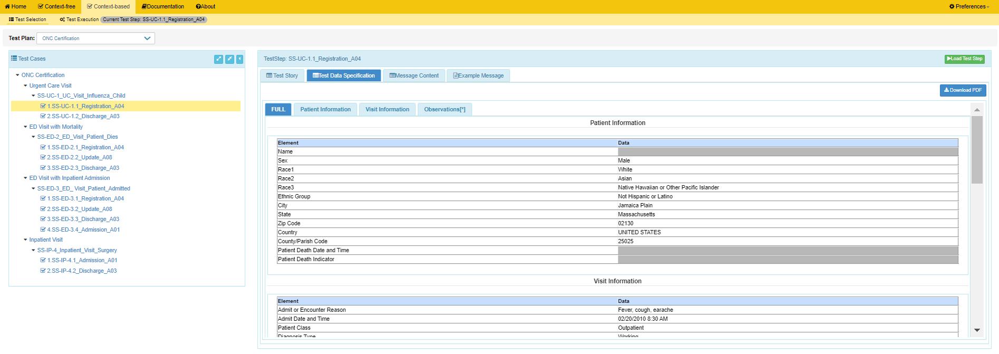 Home Context-free Context-based Documentation About Preferences
Test Selection Test Execution Current Test Step: SS-UC-1.1_Registration_A04
Test Plan: ONC Certification
Test Cases
ONC Certification
Urgent Care Visit
SS-UC-1_UC_Visit_Influenza_Child
1.SS-UC-1.1_Registration_A04
2.SS-UC-1.2_Discharge_A03
ED Visit with Mortality
SS-ED-2_ED_Visit_Patient_Dies
1.SS-ED-2.1_Registration_A04
2.SS-ED-2.2_Update_A08
3.SS-ED-2.3_Discharge_A03
ED Visit with Inpatient Admission
SS-ED-3_ED_ Visit_Patient_Admitted
1.SS-ED-3.1_Registration_A04
2.SS-ED-3.2_Update_A08
3.SS-ED-3.3_Discharge_A03
4.SS-ED-3.4_Admission_A01
Inpatient Visit
SS-IP-4_Inpatient_Visit_Surgery
1.SS-IP-4.1_Admission_A01
2.SS-IP-4.2_Discharge_A03
TestStep: SS-UC-1.1_Registration_A04 Load Test Step
Test Story Test Data Specification Message Content Example Message
Download PDF
FULL Patient Information Visit Information Observations[*]
Patient Information
Element Data
Name
Sex Male
Race1 White
Race2 Asian
Race3 Native Hawaiian or Other Pacific Islander
Ethnic Group Not Hispanic or Latino
City Jamaica Plain
State Massachusetts
Zip Code 02130
Country UNITED STATES
County/Parish Code 25025
Patient Death Date and Time
Patient Death Indicator
Visit Information
Element Data
Admit or Encounter Reason Fever, cough, earache
Admit Date and Time 02/20/2010 8:30 AM
Patient Class Outpatient
Diagnosis Type Working